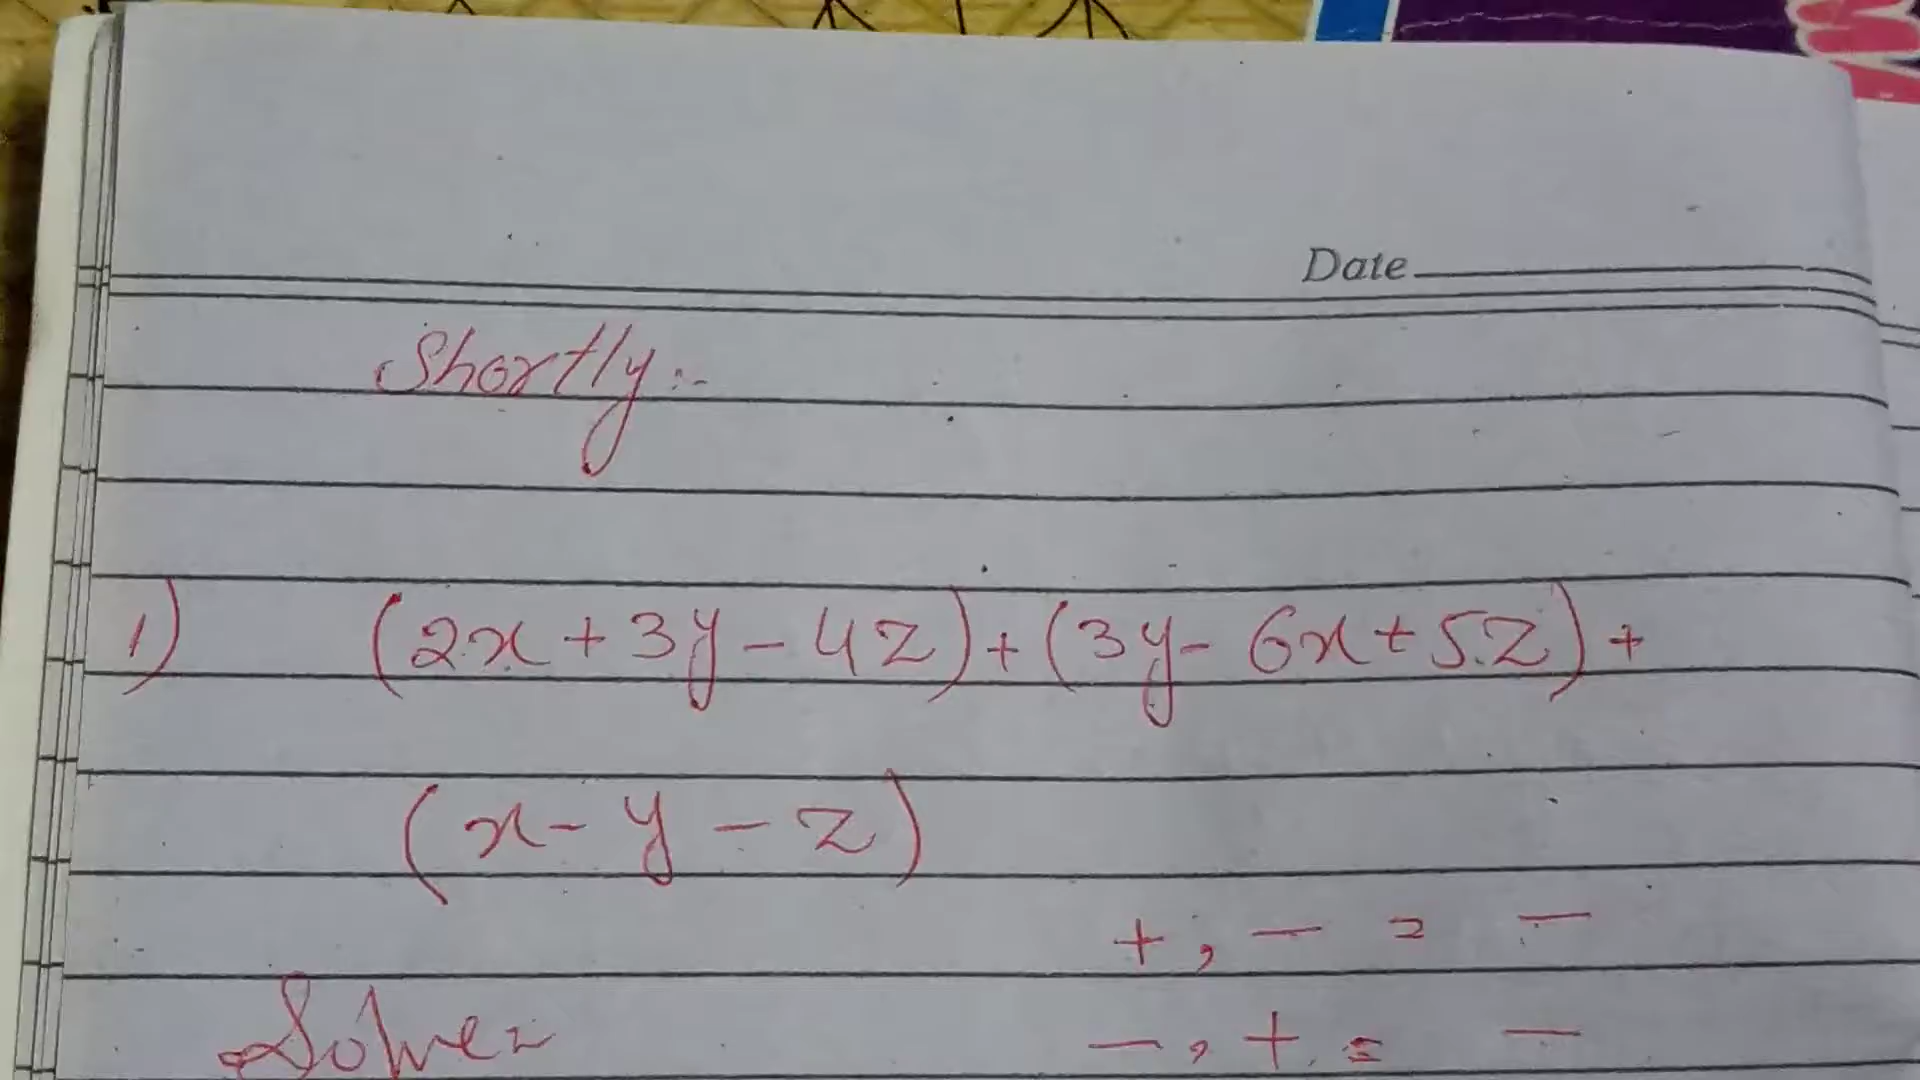 Date
Shortly:-
1) (2x+3y-4z)+(3y-6x+5z)+
(x-y-z)
+, - = -
Solve=
-, + = -